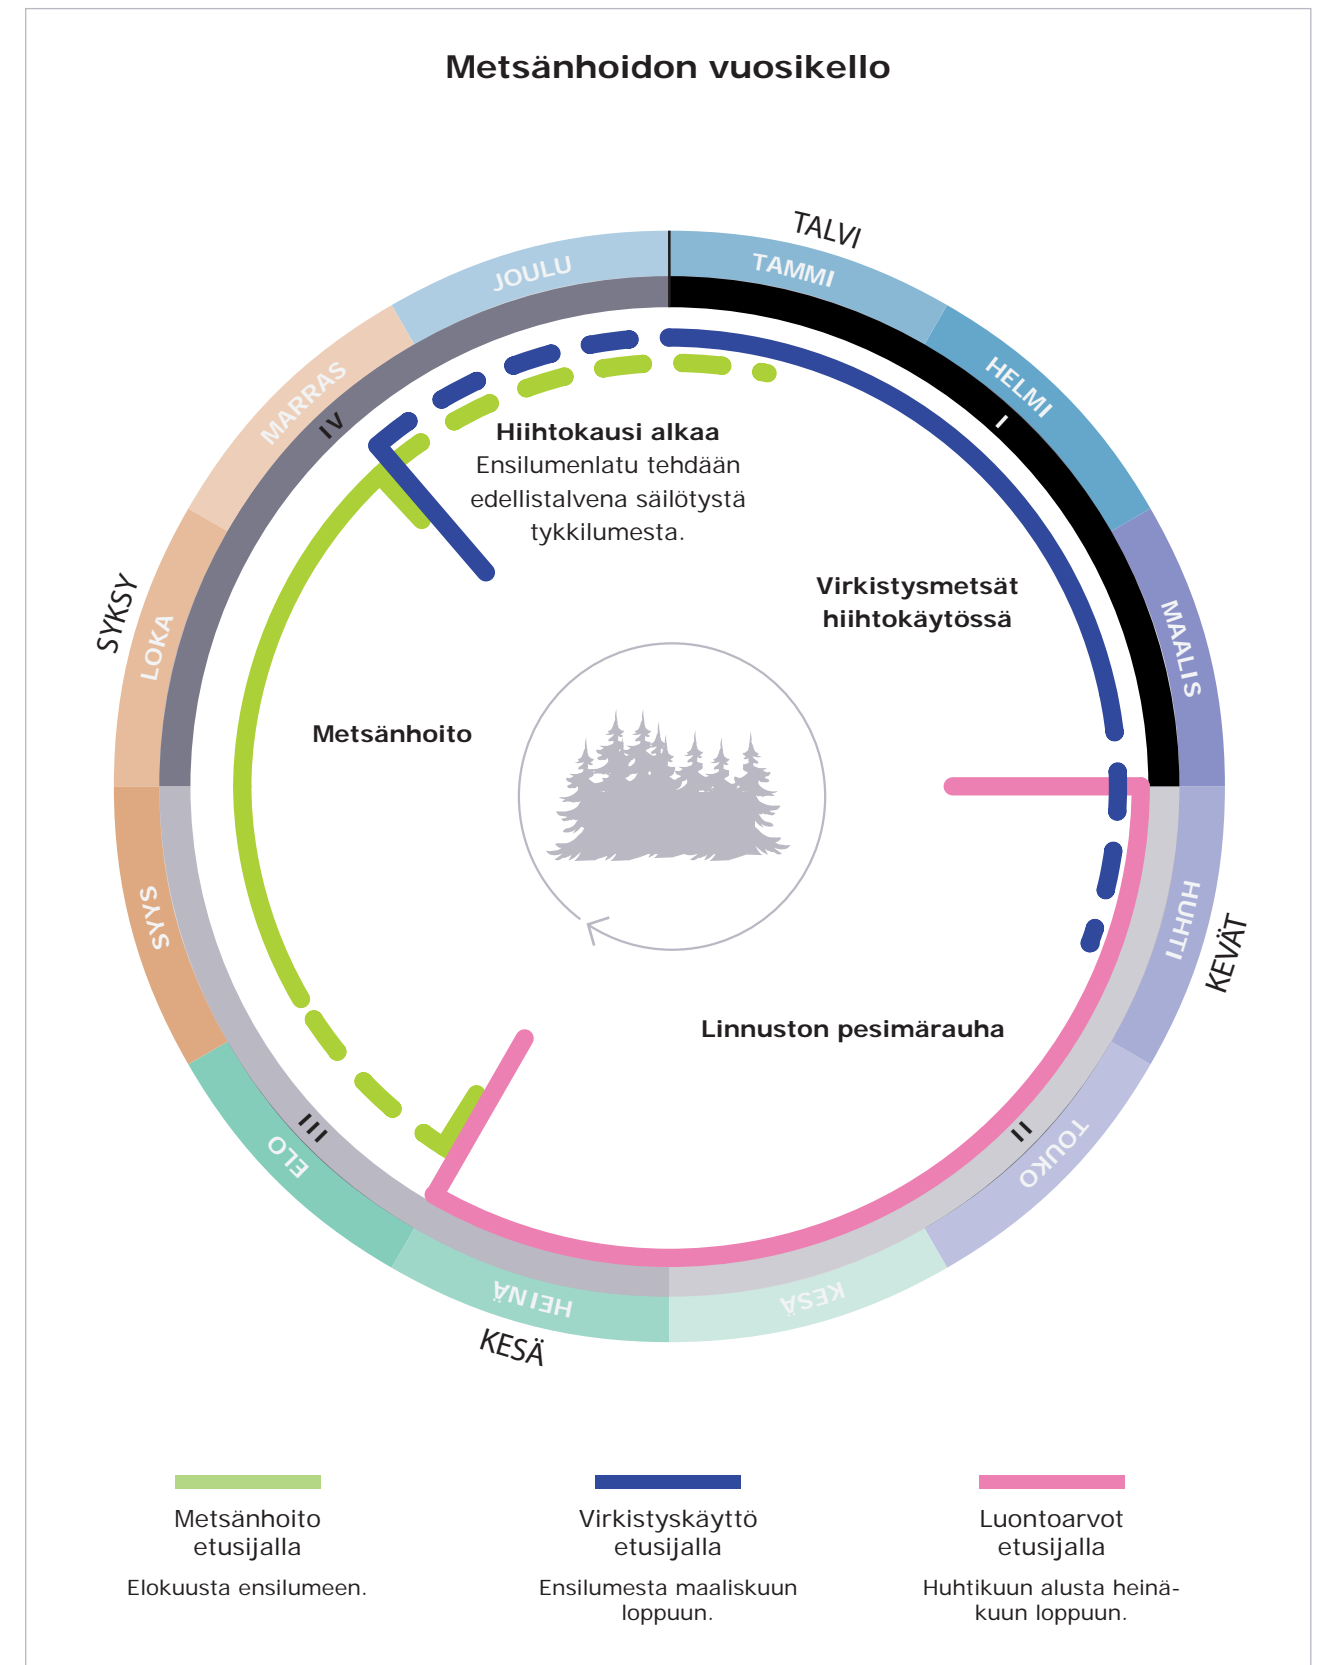 Metsänhoidon vuosikello
TALVI
TAMMI
HELMI
MAALIS
HUHTI
KEVÄT
TOUKO
KESÄ
HEINÄ
KESÄ
ELO
SYYS
LOKA
SYKSY
MARRAS
JOULU
I
II
III
IV
Hiihtokausi alkaa
Ensilumenlatu tehdään
edellistalvena säilötystä
tykkilumesta.
Virkistysmetsät
hiihtokäytössä
Metsänhoito
Linnuston pesimärauha
Metsänhoito
etusijalla
Elokuusta ensilumeen.
Virkistyskäyttö
etusijalla
Ensilumesta maaliskuun
loppuun.
Luontoarvot
etusijalla
Huhtikuun alusta heinä-
kuun loppuun.